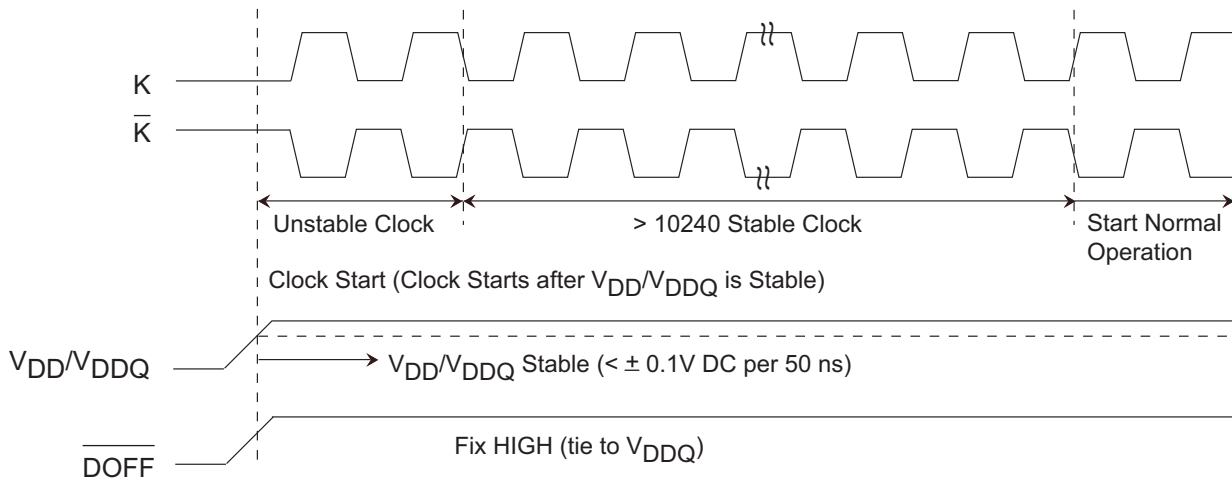 K
K̅
Unstable Clock
> 10240 Stable Clock
Start Normal
Operation
Clock Start (Clock Starts after VDD/VDDQ is Stable)
VDD/VDDQ
VDD/VDDQ Stable (< ± 0.1V DC per 50 ns)
Fix HIGH (tie to VDDQ)
D̅O̅F̅F̅